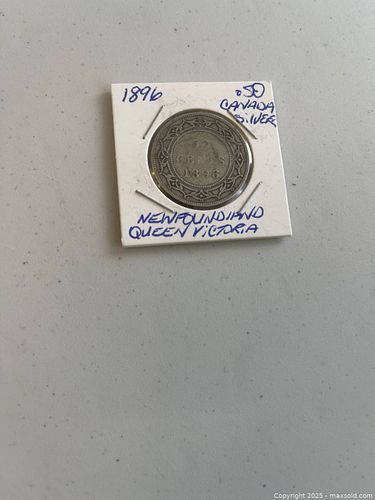 1896 .50
CANADA
SILVER
50
CENTS
1896
NEWFOUNDLAND
QUEEN VICTORIA
Copyright © 2025 - maxsold.com